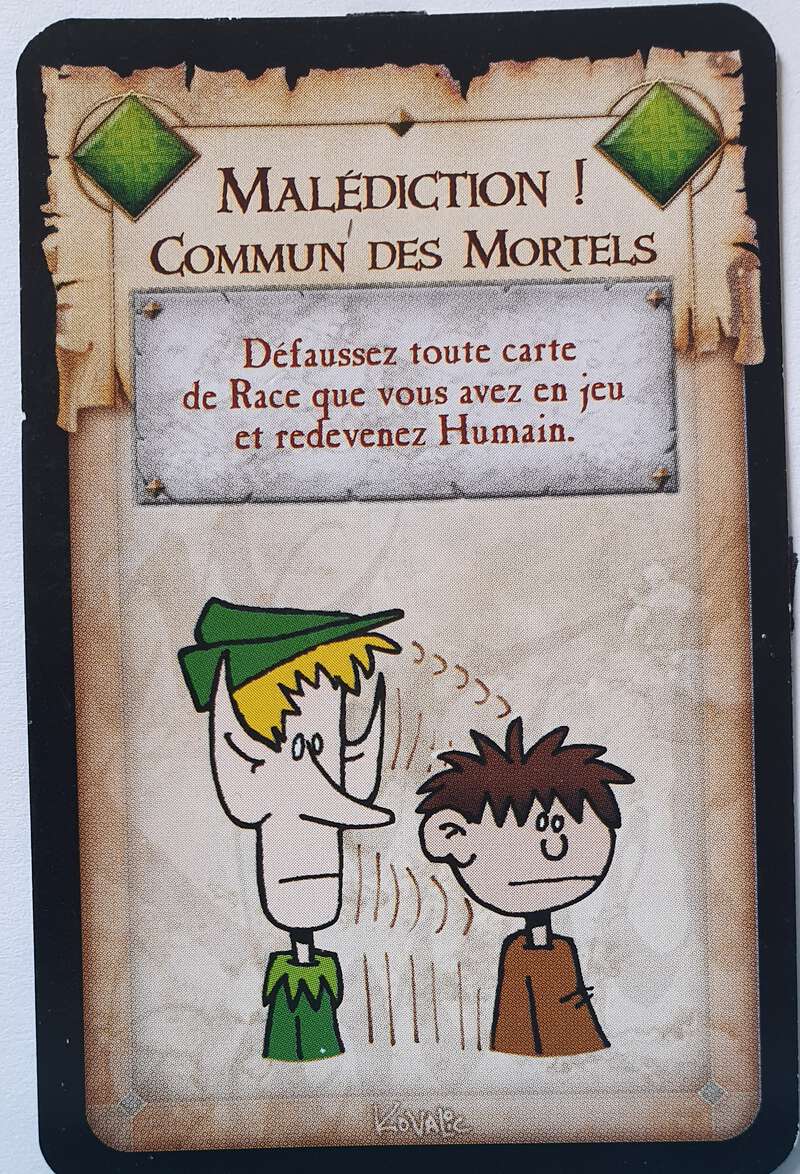 Malédiction !
Commun des Mortels
Défaussez toute carte
de Race que vous avez en jeu
et redevenez Humain.
Kovalic